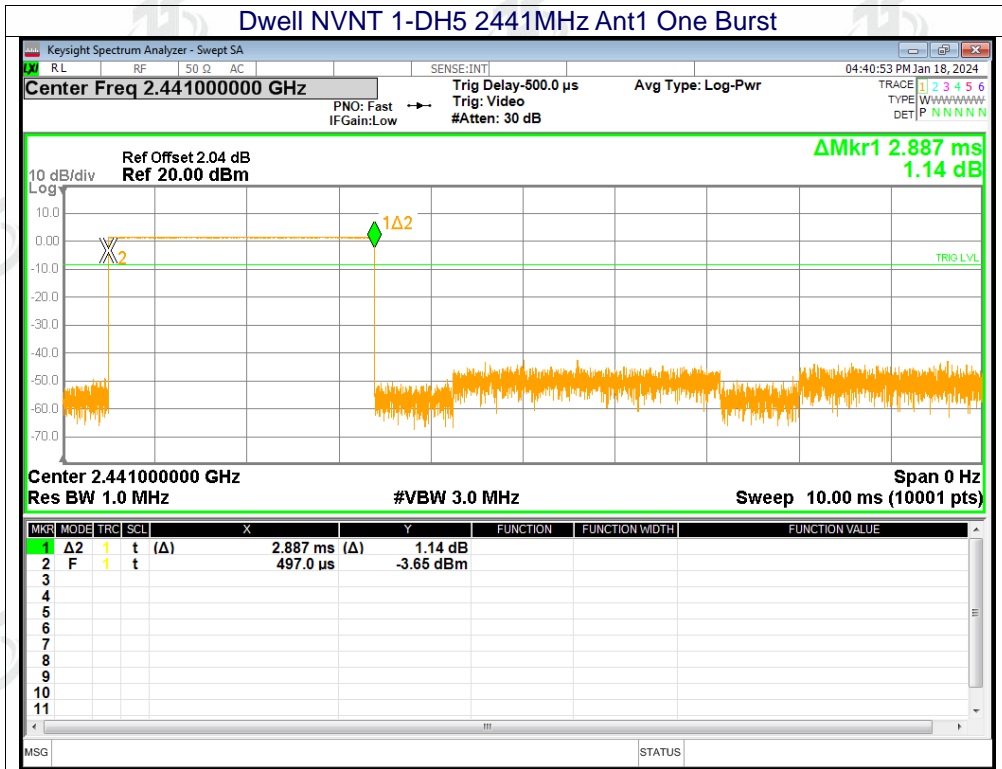 Dwell NVNT 1-DH5 2441MHz Ant1 One Burst
Keysight Spectrum Analyzer - Swept SA
LXI RL RF 50 Ω AC SENSE:INT 04:40:53 PM Jan 18, 2024
Center Freq 2.441000000 GHz Trig Delay-500.0 µs Avg Type: Log-Pwr TRACE 1 2 3 4 5 6
PNO: Fast Trig: Video TYPE WWWWWWW
IFGain:Low #Atten: 30 dB DET P N N N N N
ΔMkr1 2.887 ms
1.14 dB
Ref Offset 2.04 dB
10 dB/div Ref 20.00 dBm
Log
10.0
1Δ2
0.00
2
TRIG LVL
-10.0
-20.0
-30.0
-40.0
-50.0
-60.0
-70.0
Center 2.441000000 GHz Span 0 Hz
Res BW 1.0 MHz #VBW 3.0 MHz Sweep 10.00 ms (10001 pts)
MKR MODE TRC SCL X Y FUNCTION FUNCTION WIDTH FUNCTION VALUE
1 Δ2 1 t (Δ) 2.887 ms (Δ) 1.14 dB
2 F 1 t 497.0 µs -3.65 dBm
3
4
5
6
7
8
9
10
11
MSG STATUS